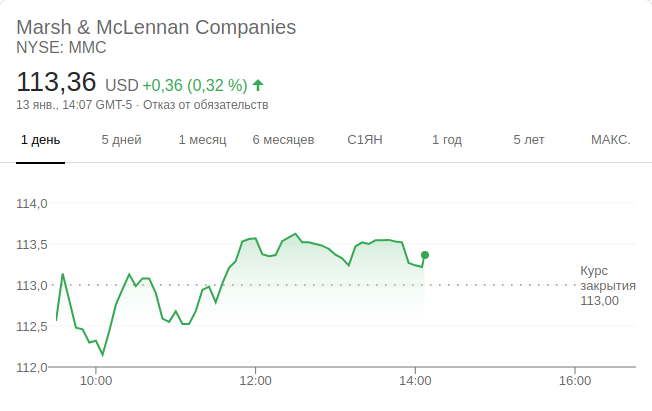 Marsh & McLennan Companies
NYSE: MMC
113,36 USD +0,36 (0,32 %)
13 янв., 14:07 GMT-5 · Отказ от обязательств
1 день 5 дней 1 месяц 6 месяцев С1ЯН 1 год 5 лет МАКС.
114,0
113,5
113,0
112,5
112,0
Курс
закрытия
113,00
10:00 12:00 14:00 16:00